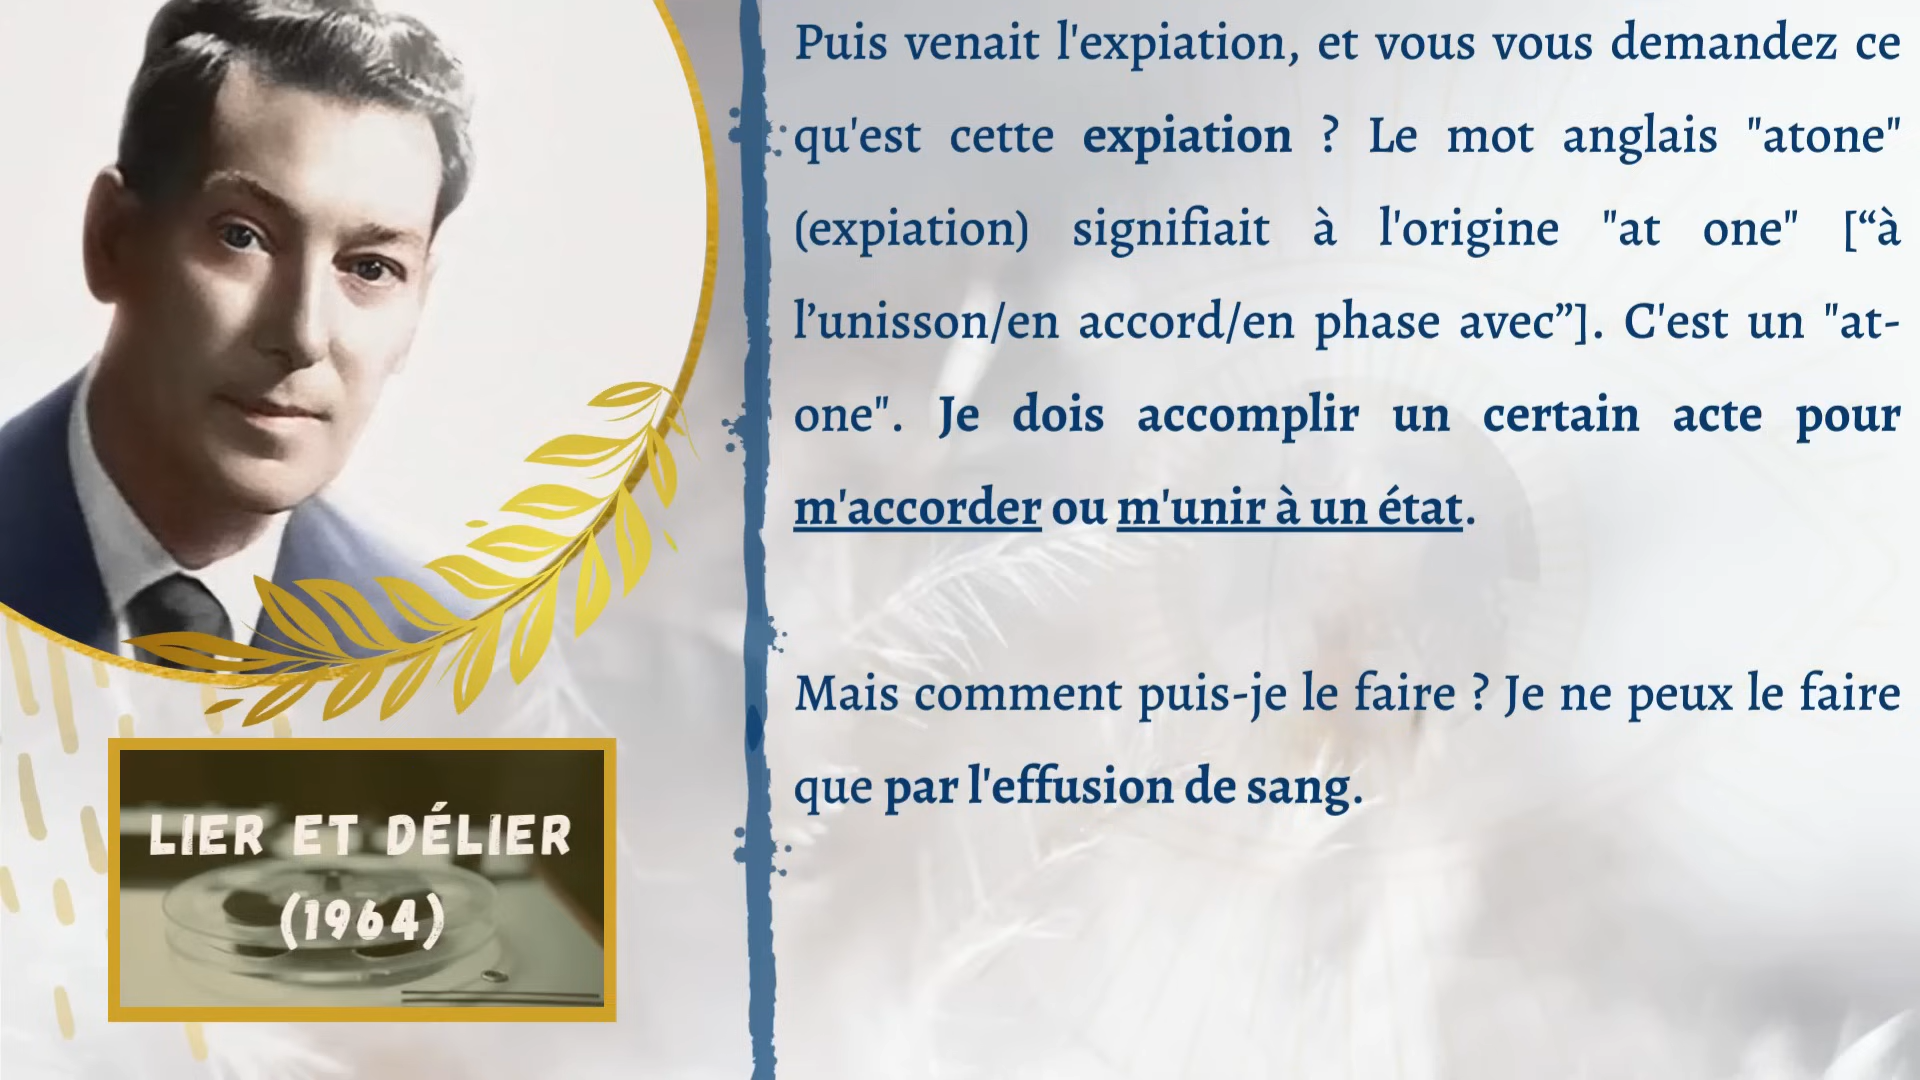 Puis venait l'expiation, et vous vous demandez ce
qu'est cette expiation ? Le mot anglais "atone"
(expiation) signifiait à l'origine "at one" [“à
l’unisson/en accord/en phase avec”]. C'est un "at-
one". Je dois accomplir un certain acte pour
m'accorder ou m'unir à un état.
Mais comment puis-je le faire ? Je ne peux le faire
que par l'effusion de sang.
LIER ET DÉLIER
(1964)